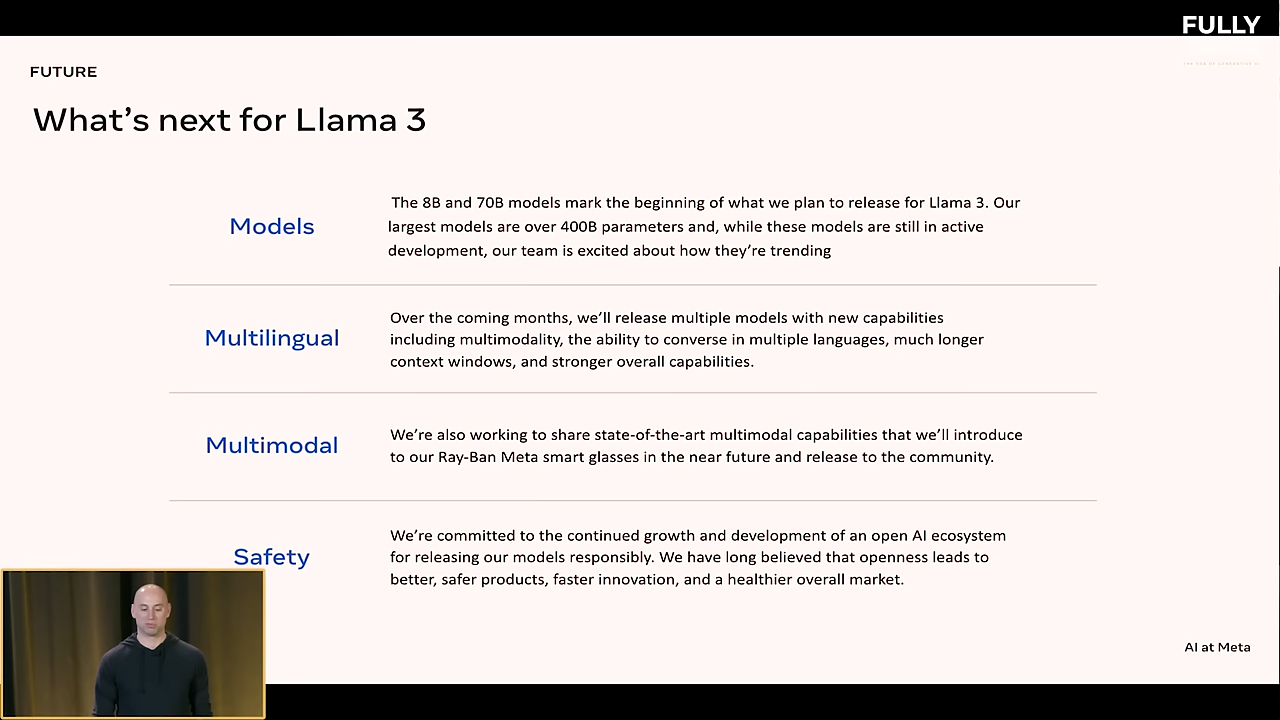 FULLY
FUTURE
What’s next for Llama 3
Models
The 8B and 70B models mark the beginning of what we plan to release for Llama 3. Our
largest models are over 400B parameters and, while these models are still in active
development, our team is excited about how they’re trending
Multilingual
Over the coming months, we’ll release multiple models with new capabilities
including multimodality, the ability to converse in multiple languages, much longer
context windows, and stronger overall capabilities.
Multimodal
We’re also working to share state-of-the-art multimodal capabilities that we’ll introduce
to our Ray-Ban Meta smart glasses in the near future and release to the community.
Safety
We’re committed to the continued growth and development of an open AI ecosystem
for releasing our models responsibly. We have long believed that openness leads to
better, safer products, faster innovation, and a healthier overall market.
AI at Meta